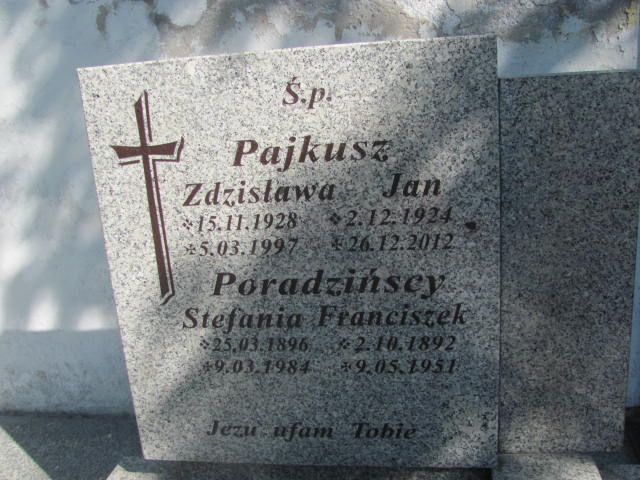 Ś.p.
Pajkusz
Zdzisława Jan
*15.11.1928 *2.12.1924
+5.03.1997 +26.12.2012
Poradzińscy
Stefania Franciszek
*25.03.1896 *2.10.1892
+9.03.1984 +9.05.1951
Jezu ufam Tobie